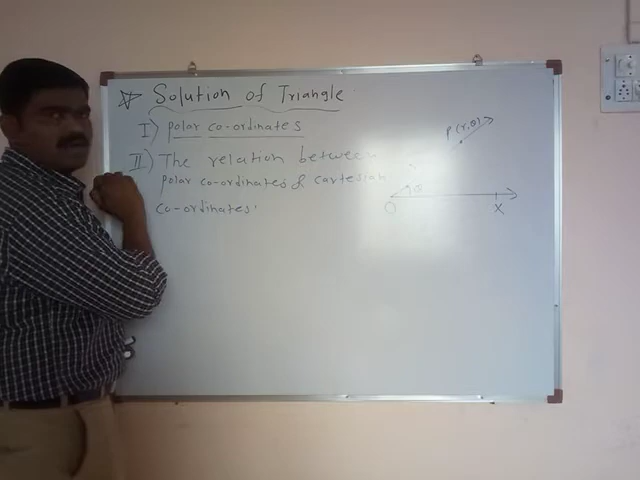 Solution of Triangle
I) polar co-ordinates
II) The relation between
polar co-ordinates & cartesian
co-ordinates.
P(r,θ)
θ
O X